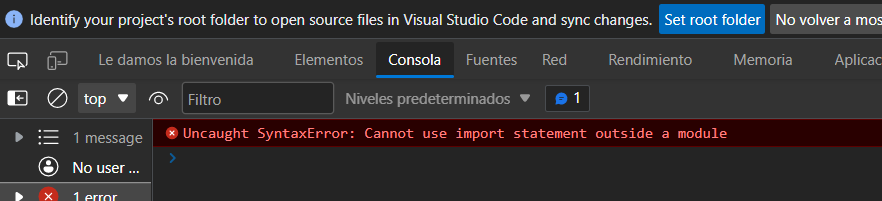 Identify your project's root folder to open source files in Visual Studio Code and sync changes. Set root folder No volver a mos
Le damos la bienvenida Elementos Consola Fuentes Red Rendimiento Memoria Aplicac
top Filtro Niveles predeterminados 1
1 message Uncaught SyntaxError: Cannot use import statement outside a module
No user ...
1 error